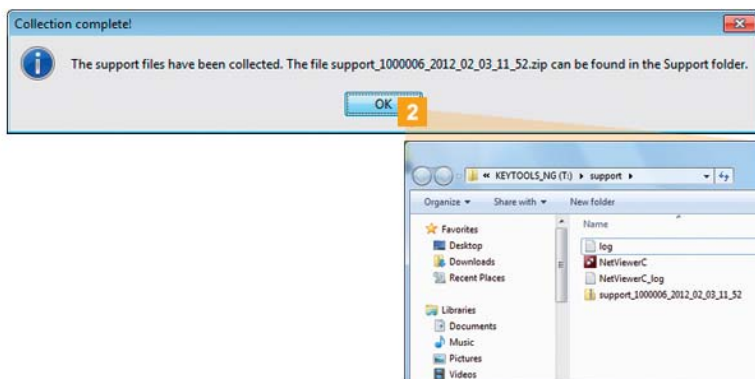 Collection complete!
The support files have been collected. The file support_1000006_2012_02_03_11_52.zip can be found in the Support folder.
OK
2
« KEYTOOLS_NG (T:) ▸ support ▸
Organize ▾ Share with ▾ New folder
Favorites
Desktop
Downloads
Recent Places
Libraries
Documents
Music
Pictures
Videos
Name
log
NetViewerC
NetViewerC_log
support_1000006_2012_02_03_11_52